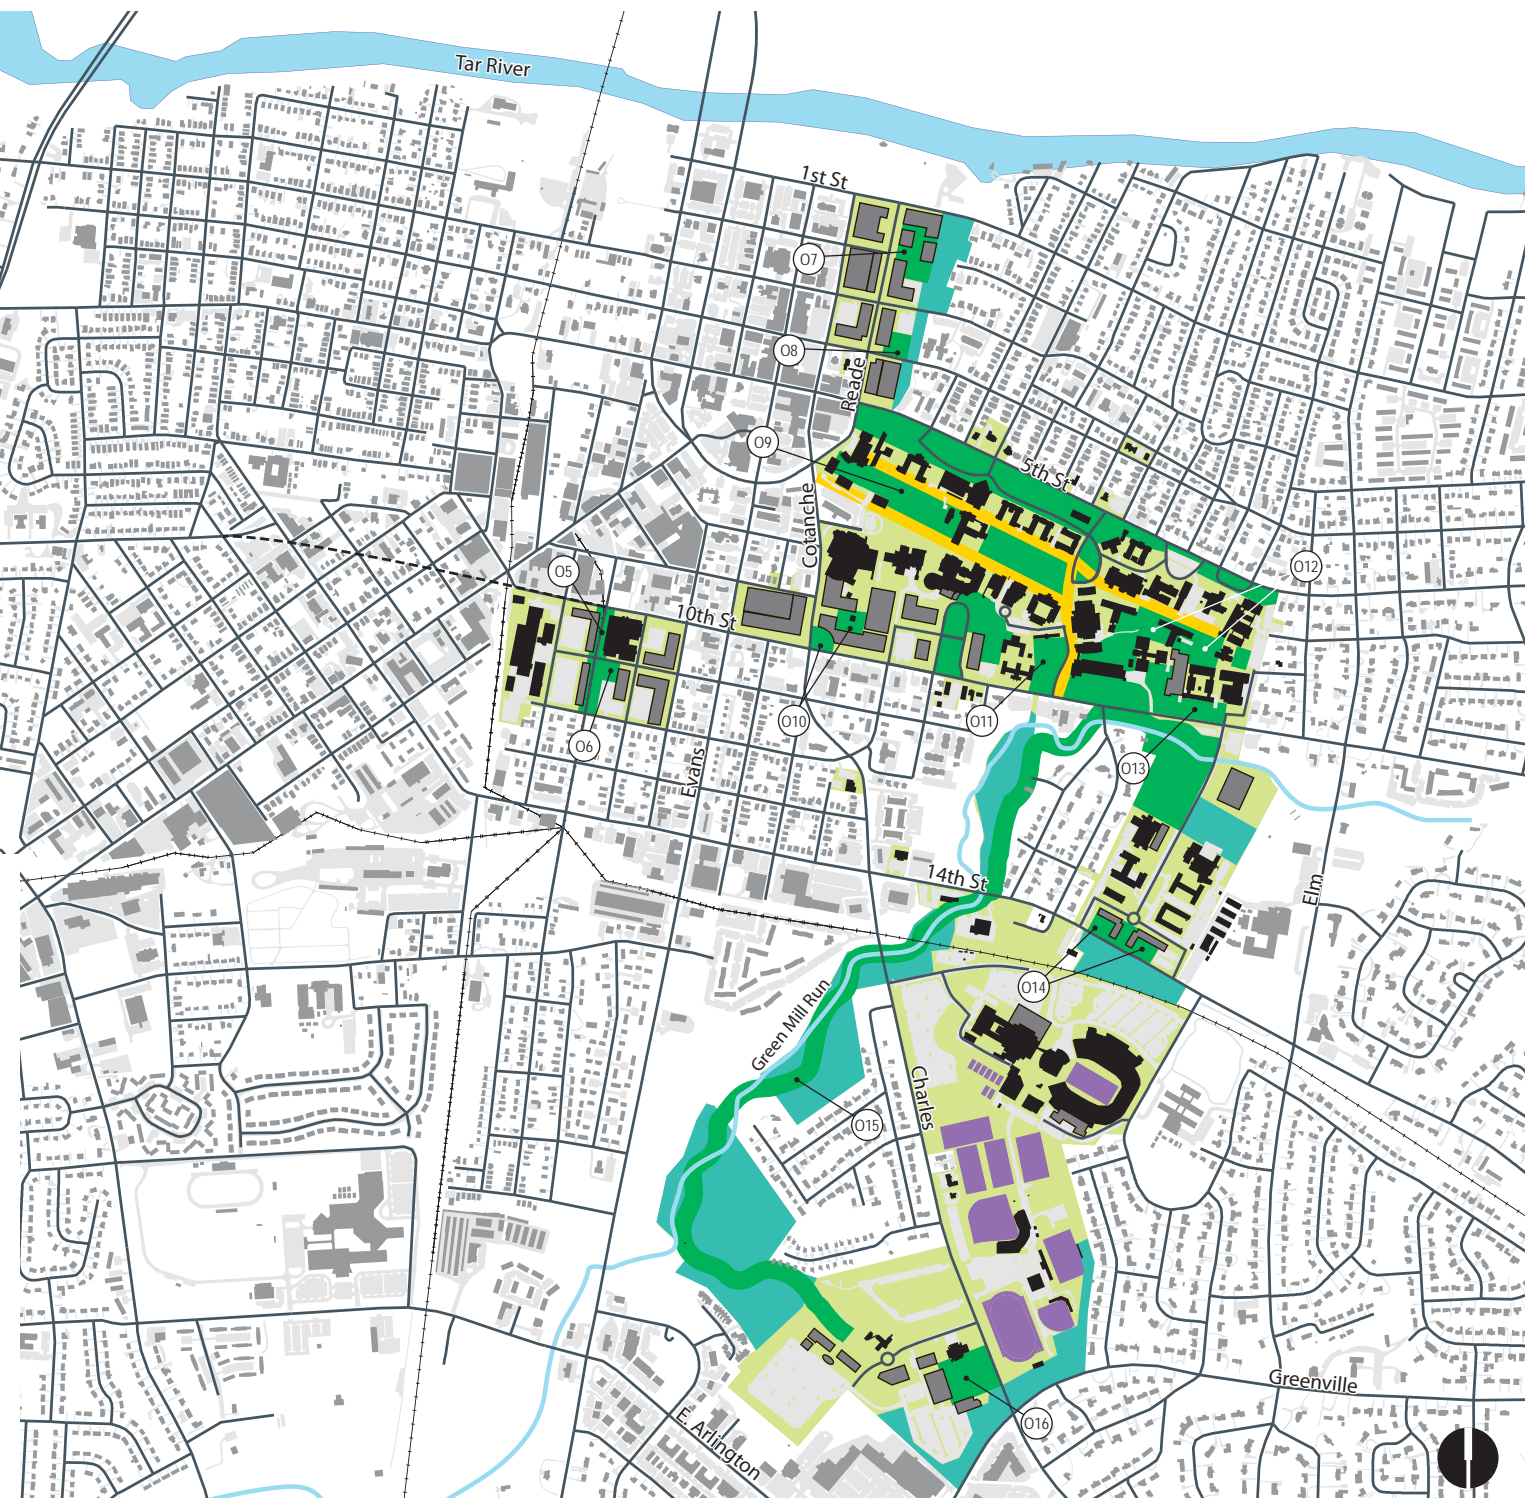 Tar River
1st St
O7
O8
Reade
O9
5th St
Cotanche
O5
O12
10th St
O10
O11
O6
Evans
O13
14th St
Elm
O14
Green Mill Run
Charles
O15
Greenville
E. Arlington
O16